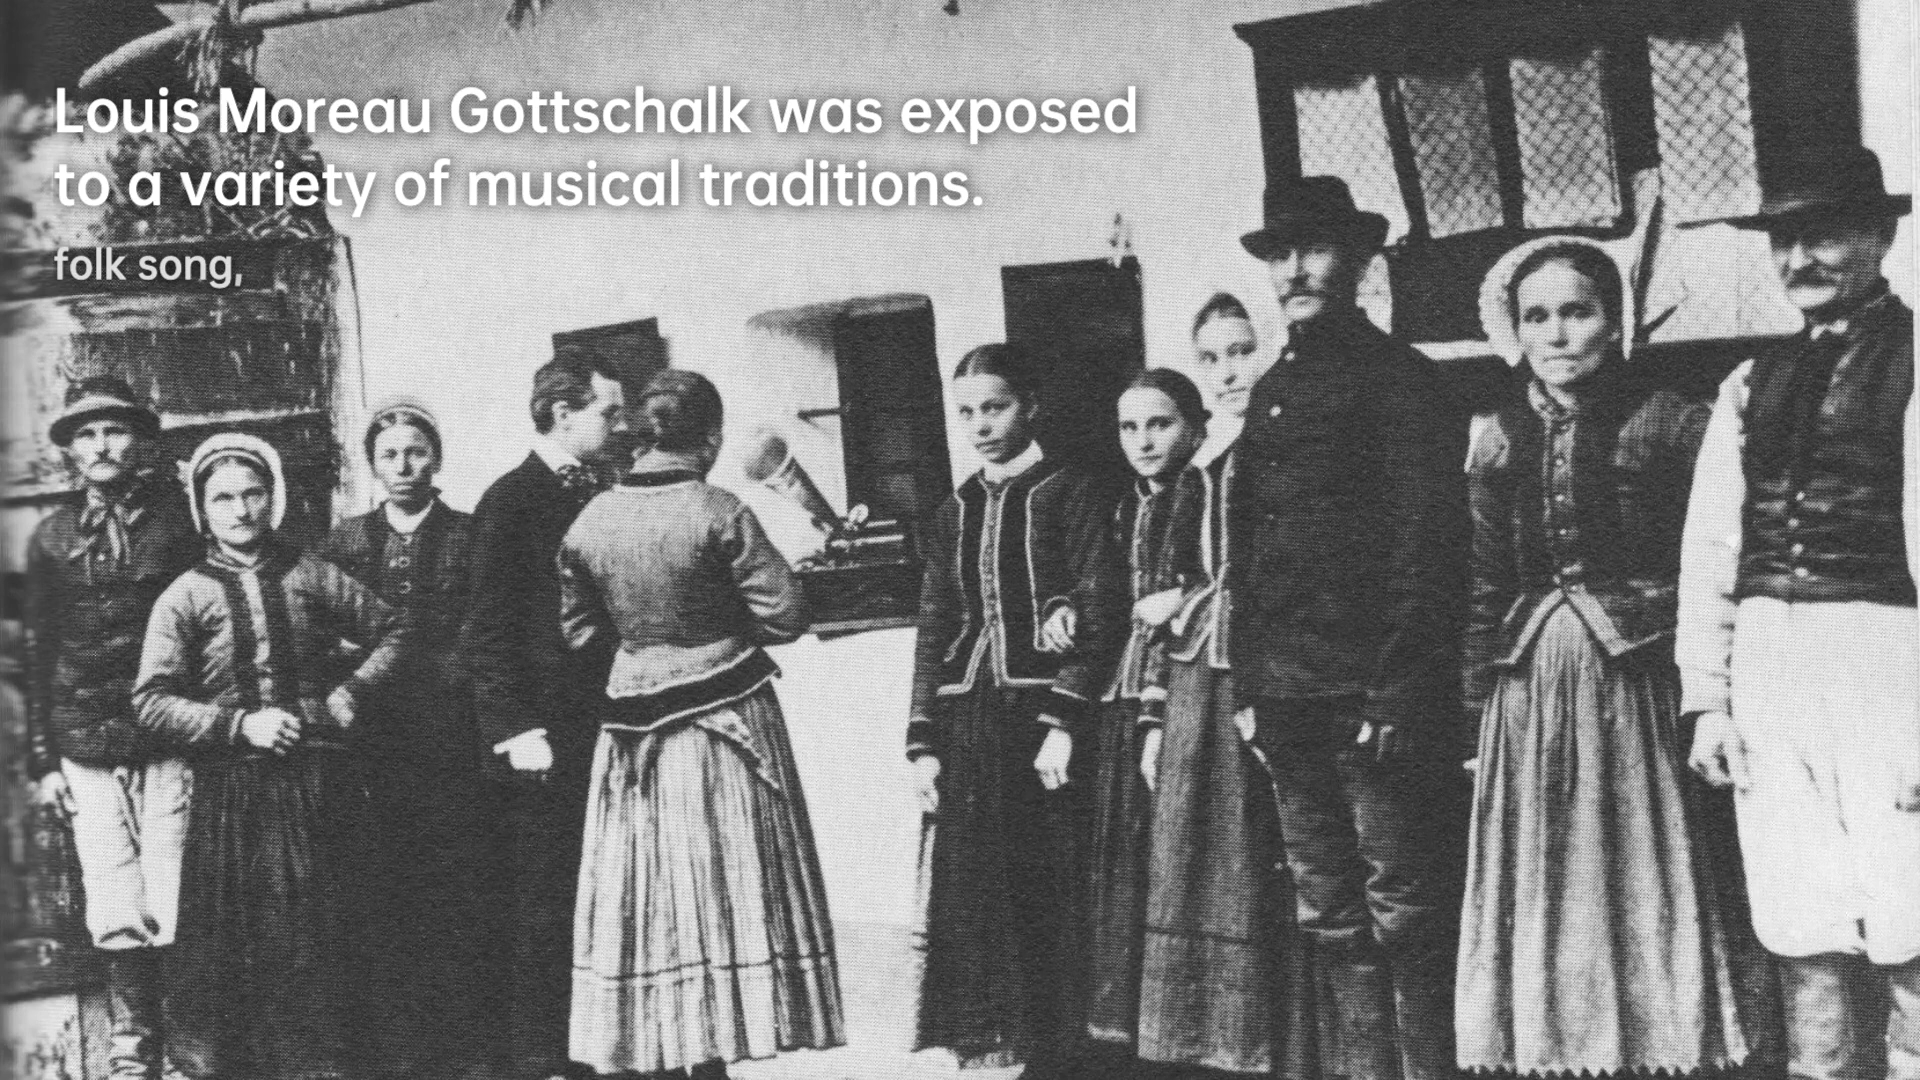 Louis Moreau Gottschalk was exposed
to a variety of musical traditions.
folk song,